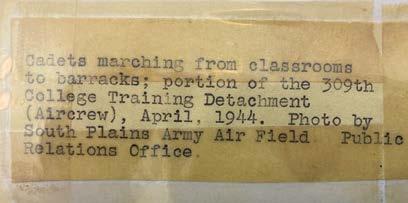 Cadets marching from classrooms
to barracks; portion of the 309th
College Training Detachment
(Aircrew), April, 1944.  Photo by
South Plains Army Air Field  Public
Relations Office.